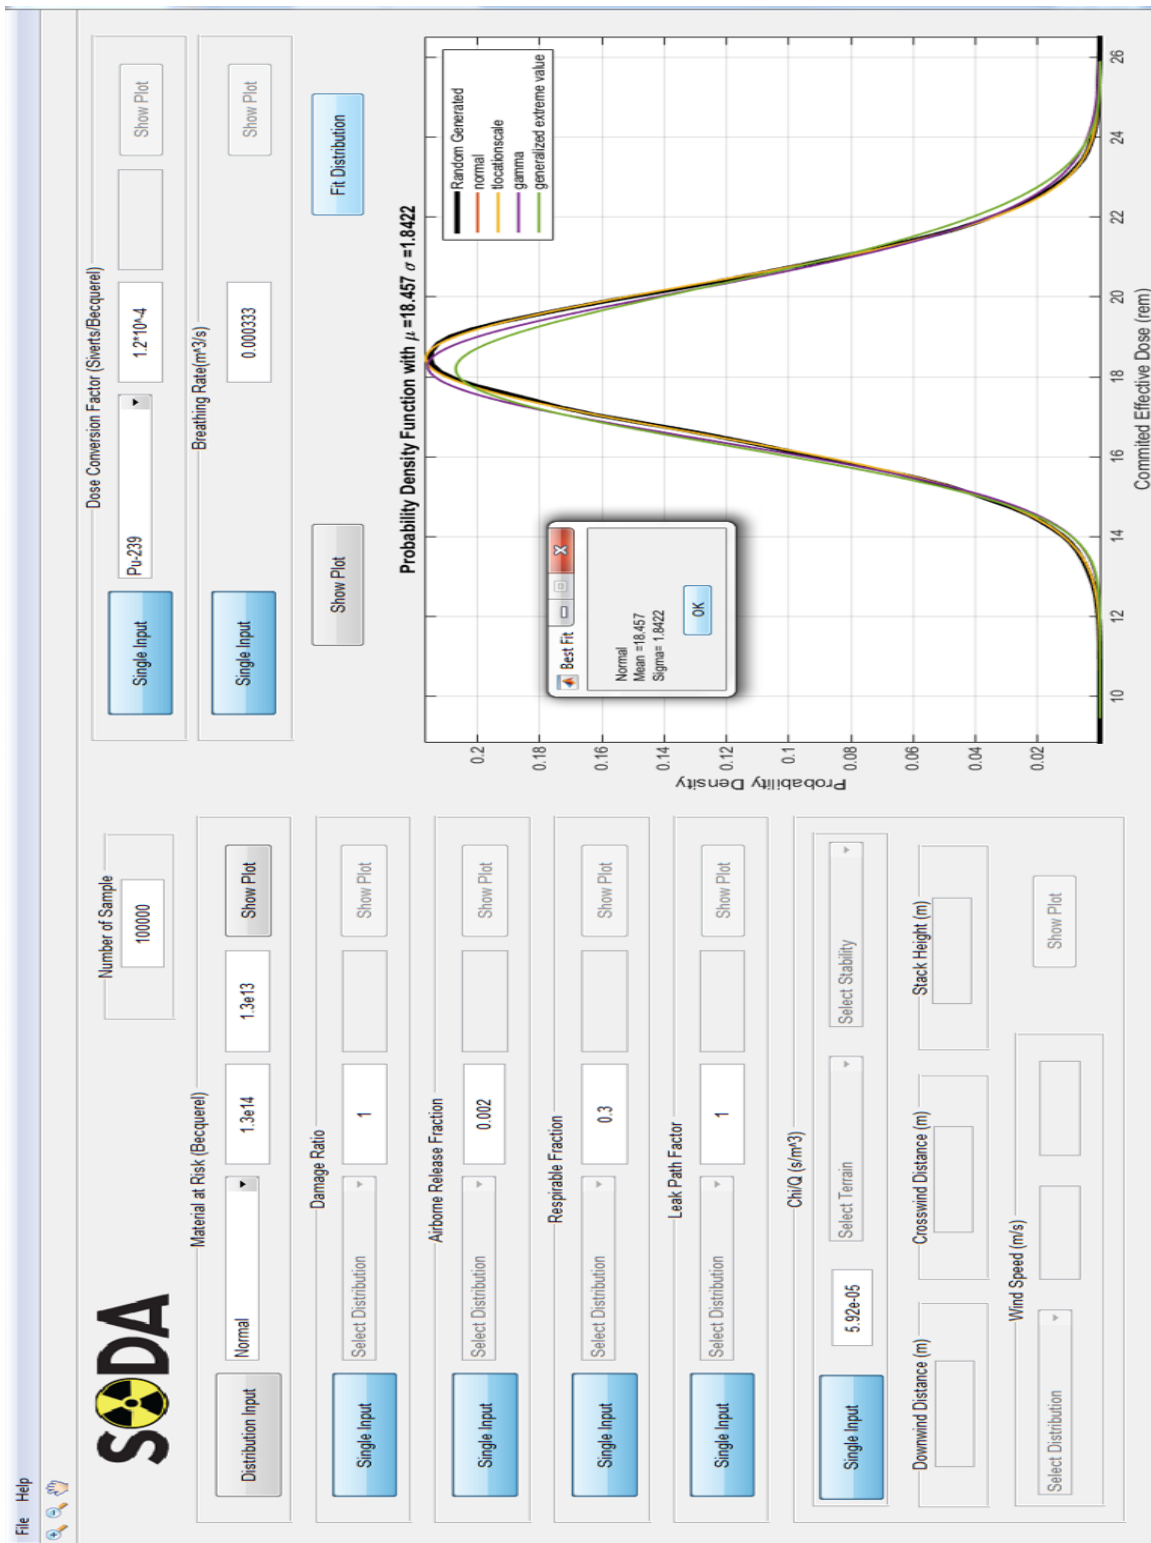 File Help
SODA
Number of Sample
100000
Material at Risk (Becquerel)
Distribution Input
Normal
1.3e14
1.3e13
Show Plot
Damage Ratio
Single Input
Select Distribution
1
Show Plot
Airborne Release Fraction
Single Input
Select Distribution
0.002
Show Plot
Respirable Fraction
Single Input
Select Distribution
0.3
Show Plot
Leak Path Factor
Single Input
Select Distribution
1
Show Plot
Chi/Q (s/m^3)
Single Input
5.92e-05
Select Terrain
Select Stability
Downwind Distance (m)
Crosswind Distance (m)
Stack Height (m)
Wind Speed (m/s)
Select Distribution
Show Plot
Dose Conversion Factor (Siverts/Becquerel)
Single Input
Pu-239
1.2*10^-4
Show Plot
Breathing Rate(m^3/s)
Single Input
0.000333
Show Plot
Show Plot
Fit Distribution
Probability Density Function with μ =18.457 σ =1.8422
Random Generated
normal
tlocationscale
gamma
generalized extreme value
Best Fit
Normal
Mean =18.457
Sigma= 1.8422
OK
Probability Density
0.2
0.18
0.16
0.14
0.12
0.1
0.08
0.06
0.04
0.02
10 12 14 16 18 20 22 24 26
Commited Effective Dose (rem)